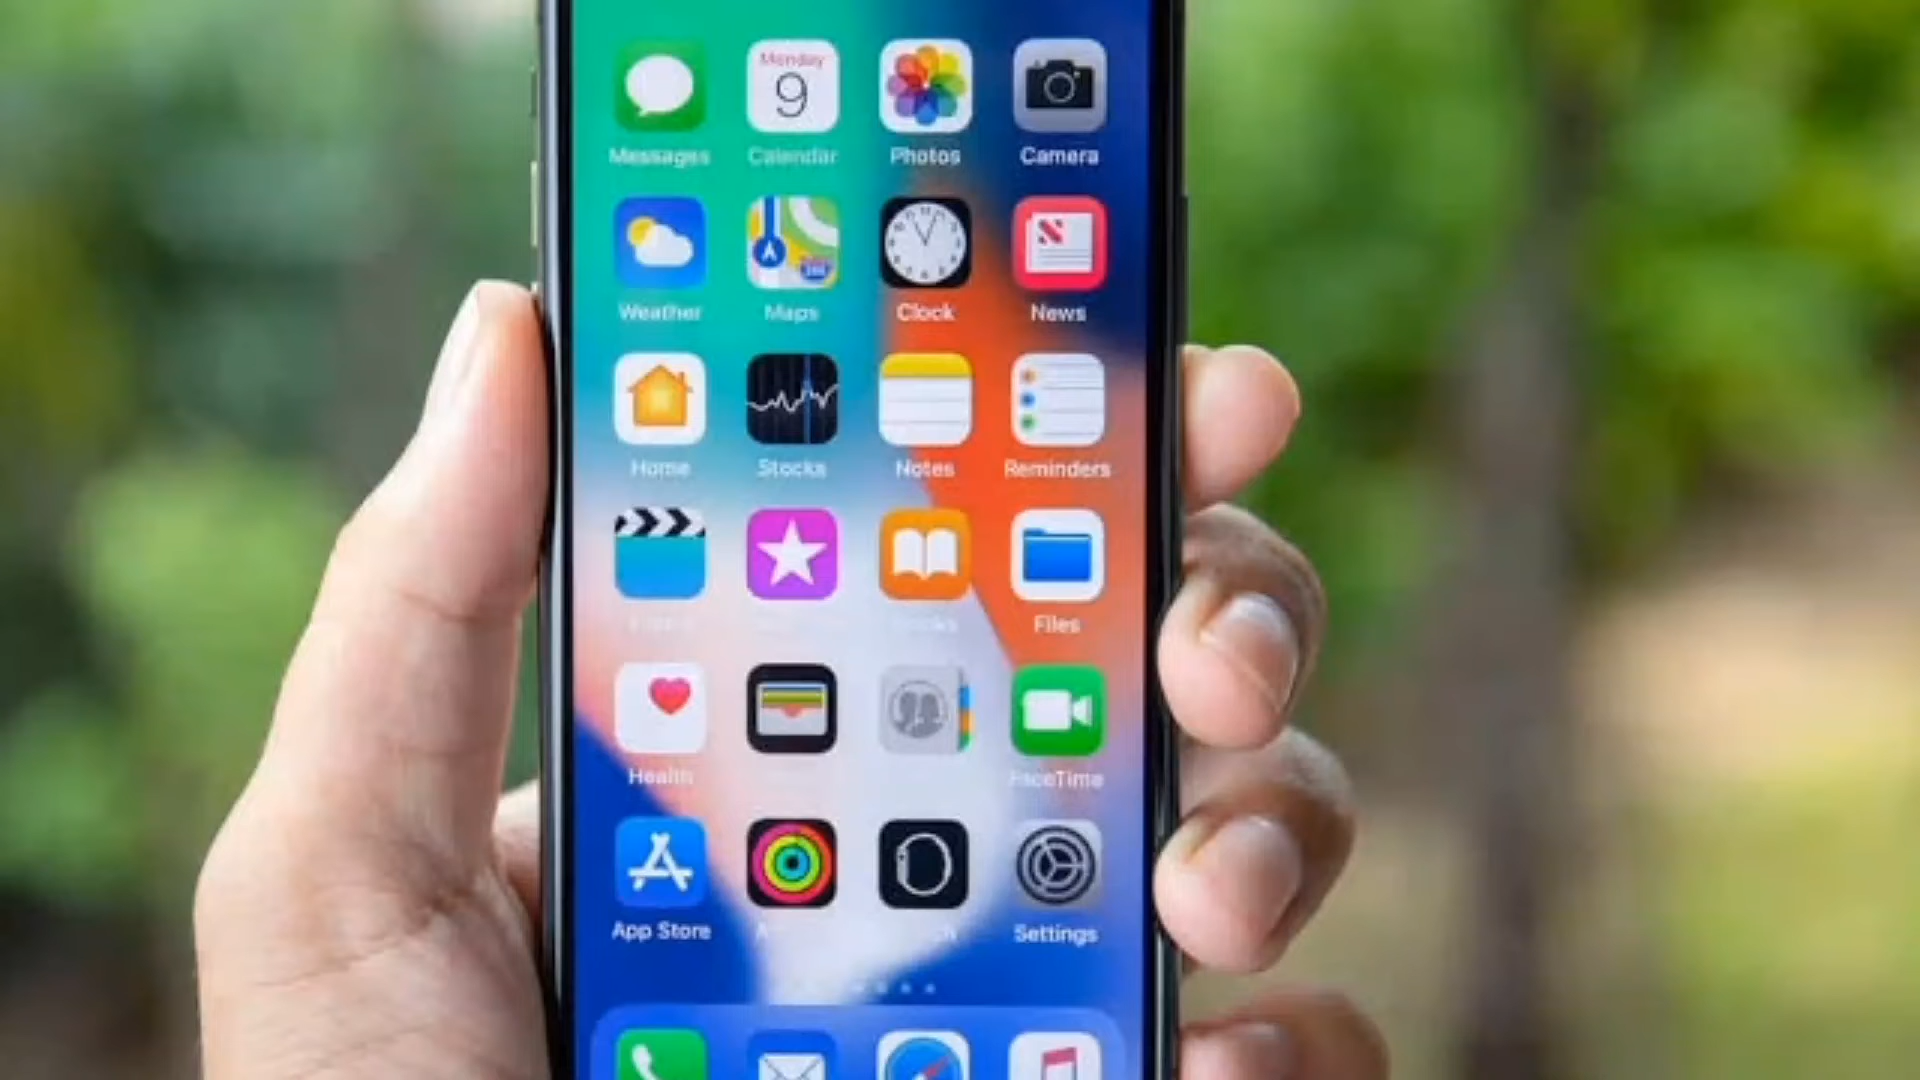 Monday
9
Messages Calendar Photos Camera
Weather Maps Clock News
Home Stocks Notes Reminders
Files
Health FaceTime
App Store Settings